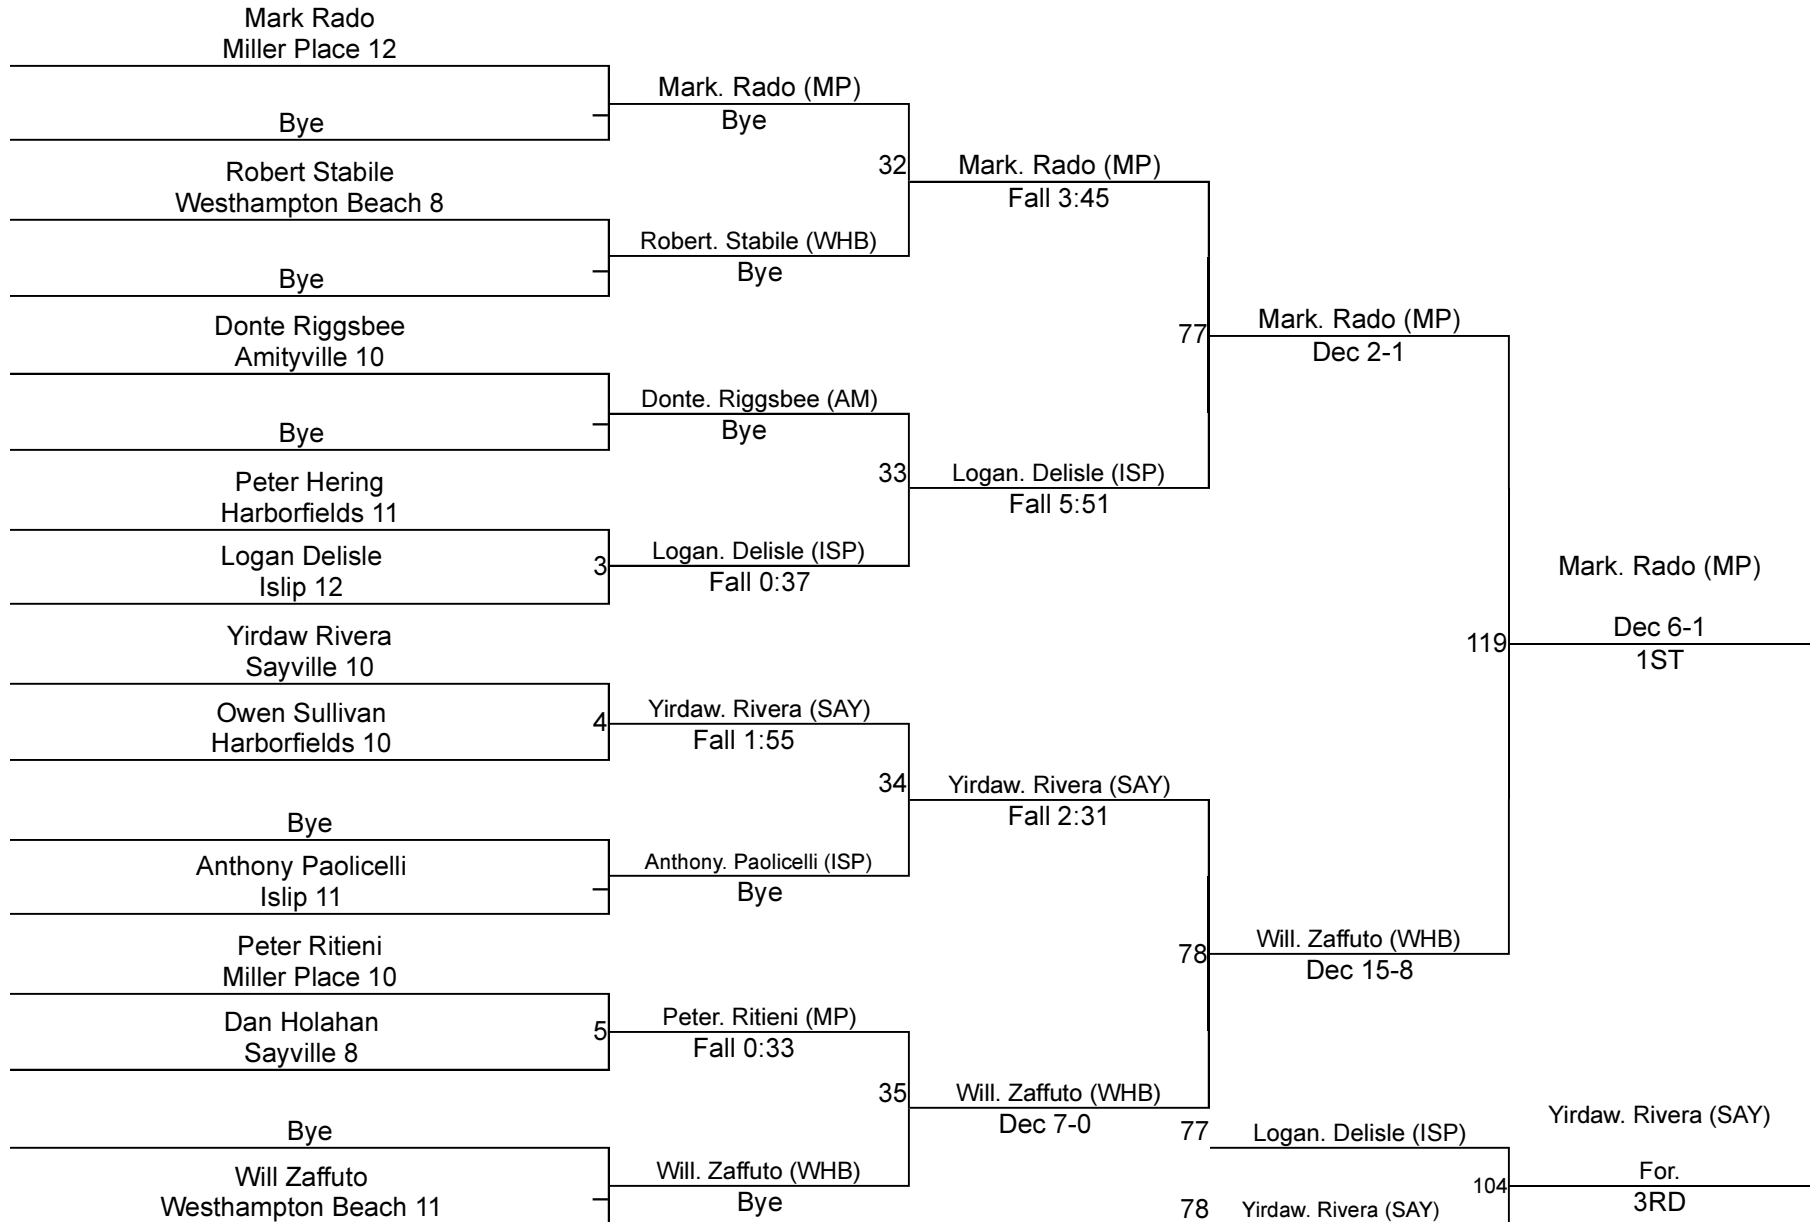 Mark Rado
Miller Place 12
Bye
Robert Stabile
Westhampton Beach 8
Bye
Donte Riggsbee
Amityville 10
Bye
Peter Hering
Harborfields 11
Logan Delisle
Islip 12
3
Yirdaw Rivera
Sayville 10
Owen Sullivan
Harborfields 10
4
Bye
Anthony Paolicelli
Islip 11
Peter Ritieni
Miller Place 10
Dan Holahan
Sayville 8
5
Bye
Will Zaffuto
Westhampton Beach 11
Mark. Rado (MP)
Bye
32
Robert. Stabile (WHB)
Bye
Donte. Riggsbee (AM)
Bye
33
Logan. Delisle (ISP)
Fall 0:37
Yirdaw. Rivera (SAY)
Fall 1:55
34
Anthony. Paolicelli (ISP)
Bye
Peter. Ritieni (MP)
Fall 0:33
35
Will. Zaffuto (WHB)
Bye
Mark. Rado (MP)
Fall 3:45
77
Logan. Delisle (ISP)
Fall 5:51
Yirdaw. Rivera (SAY)
Fall 2:31
78
Will. Zaffuto (WHB)
Dec 7-0
Mark. Rado (MP)
Dec 2-1
119
Will. Zaffuto (WHB)
Dec 15-8
77 Logan. Delisle (ISP)
104
78 Yirdaw. Rivera (SAY)
Mark. Rado (MP)
Dec 6-1
1ST
Yirdaw. Rivera (SAY)
For.
3RD